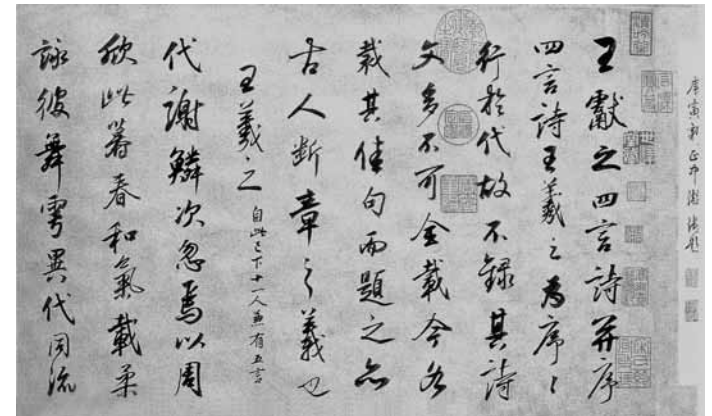 王獻之四言詩并序
四言詩王羲之為序序
行於代故不錄其詩
文多不可全載今各
裁其佳句而題之亦
古人斷章之義也
王羲之 自此已下十一人兼有五言
代謝鱗次忽焉以周
欣此暮春和氣載柔
詠彼舞雩異代同流